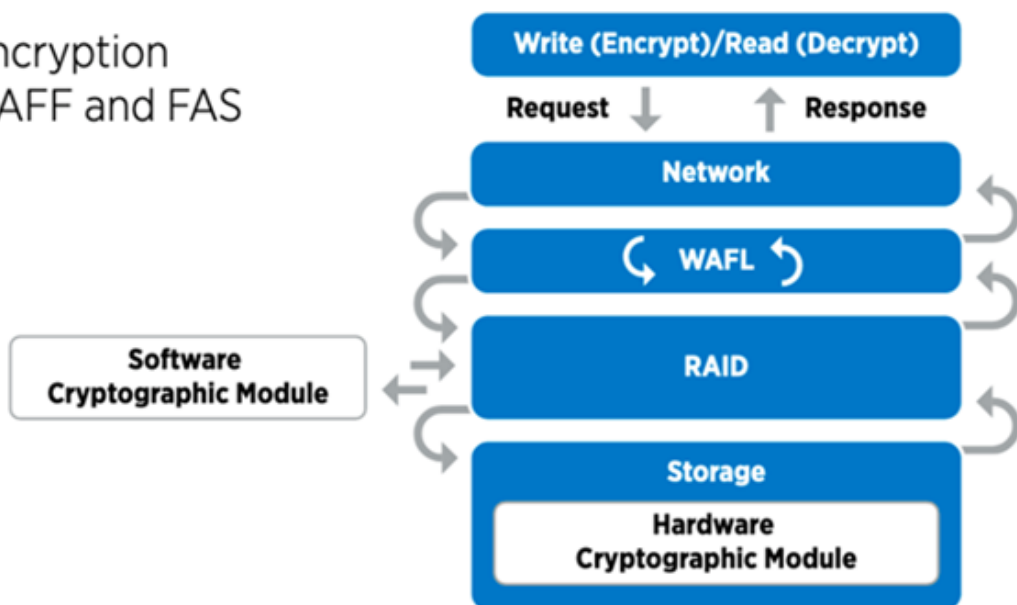 ncryption
AFF and FAS
Write (Encrypt)/Read (Decrypt)
Request
Response
Network
WAFL
RAID
Software
Cryptographic Module
Storage
Hardware
Cryptographic Module